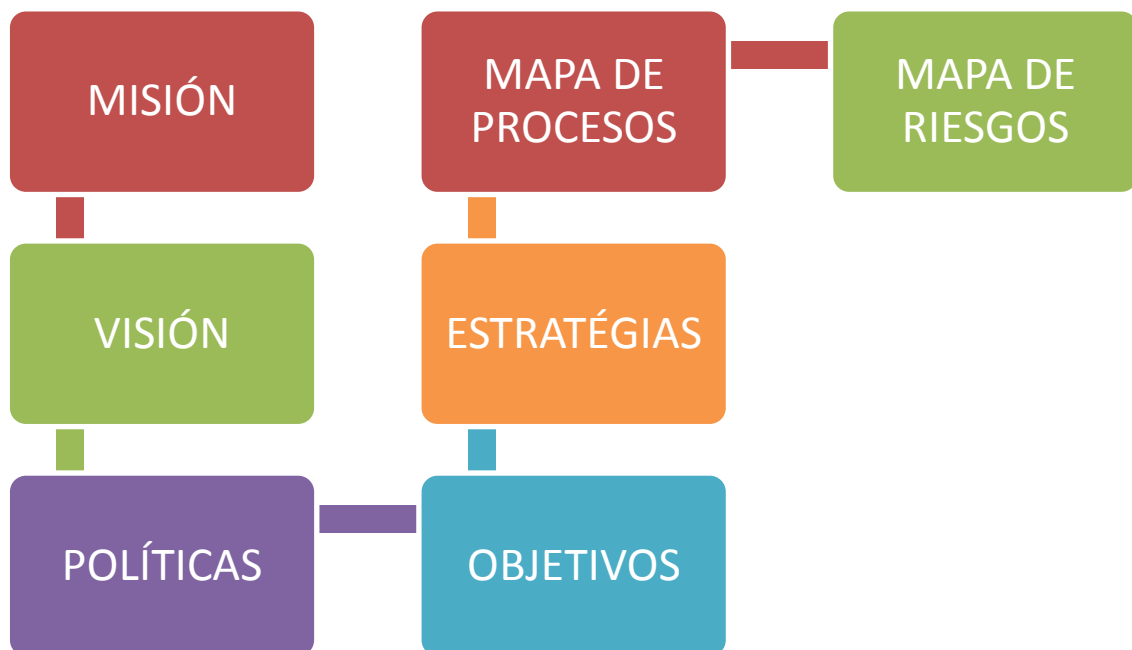 MISIÓN
VISIÓN
POLÍTICAS
OBJETIVOS
ESTRATÉGIAS
MAPA DE
PROCESOS
MAPA DE
RIESGOS